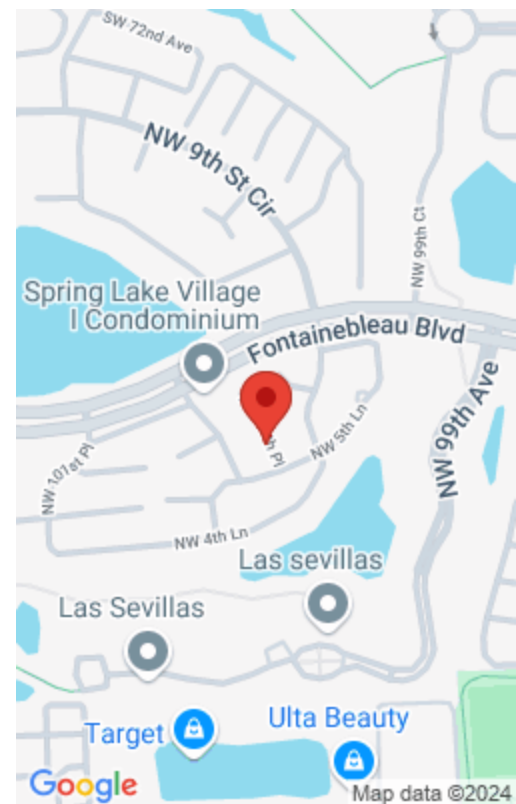 SW 72nd Ave
NW 9th St Cir
NW 99th Ct
Spring Lake Village
I Condominium
Fontainebleau Blvd
NW 99th Ave
th Pl
NW 5th Ln
NW 101st Pl
NW 4th Ln
Las sevillas
Las Sevillas
Ulta Beauty
Target
Google
Map data ©2024